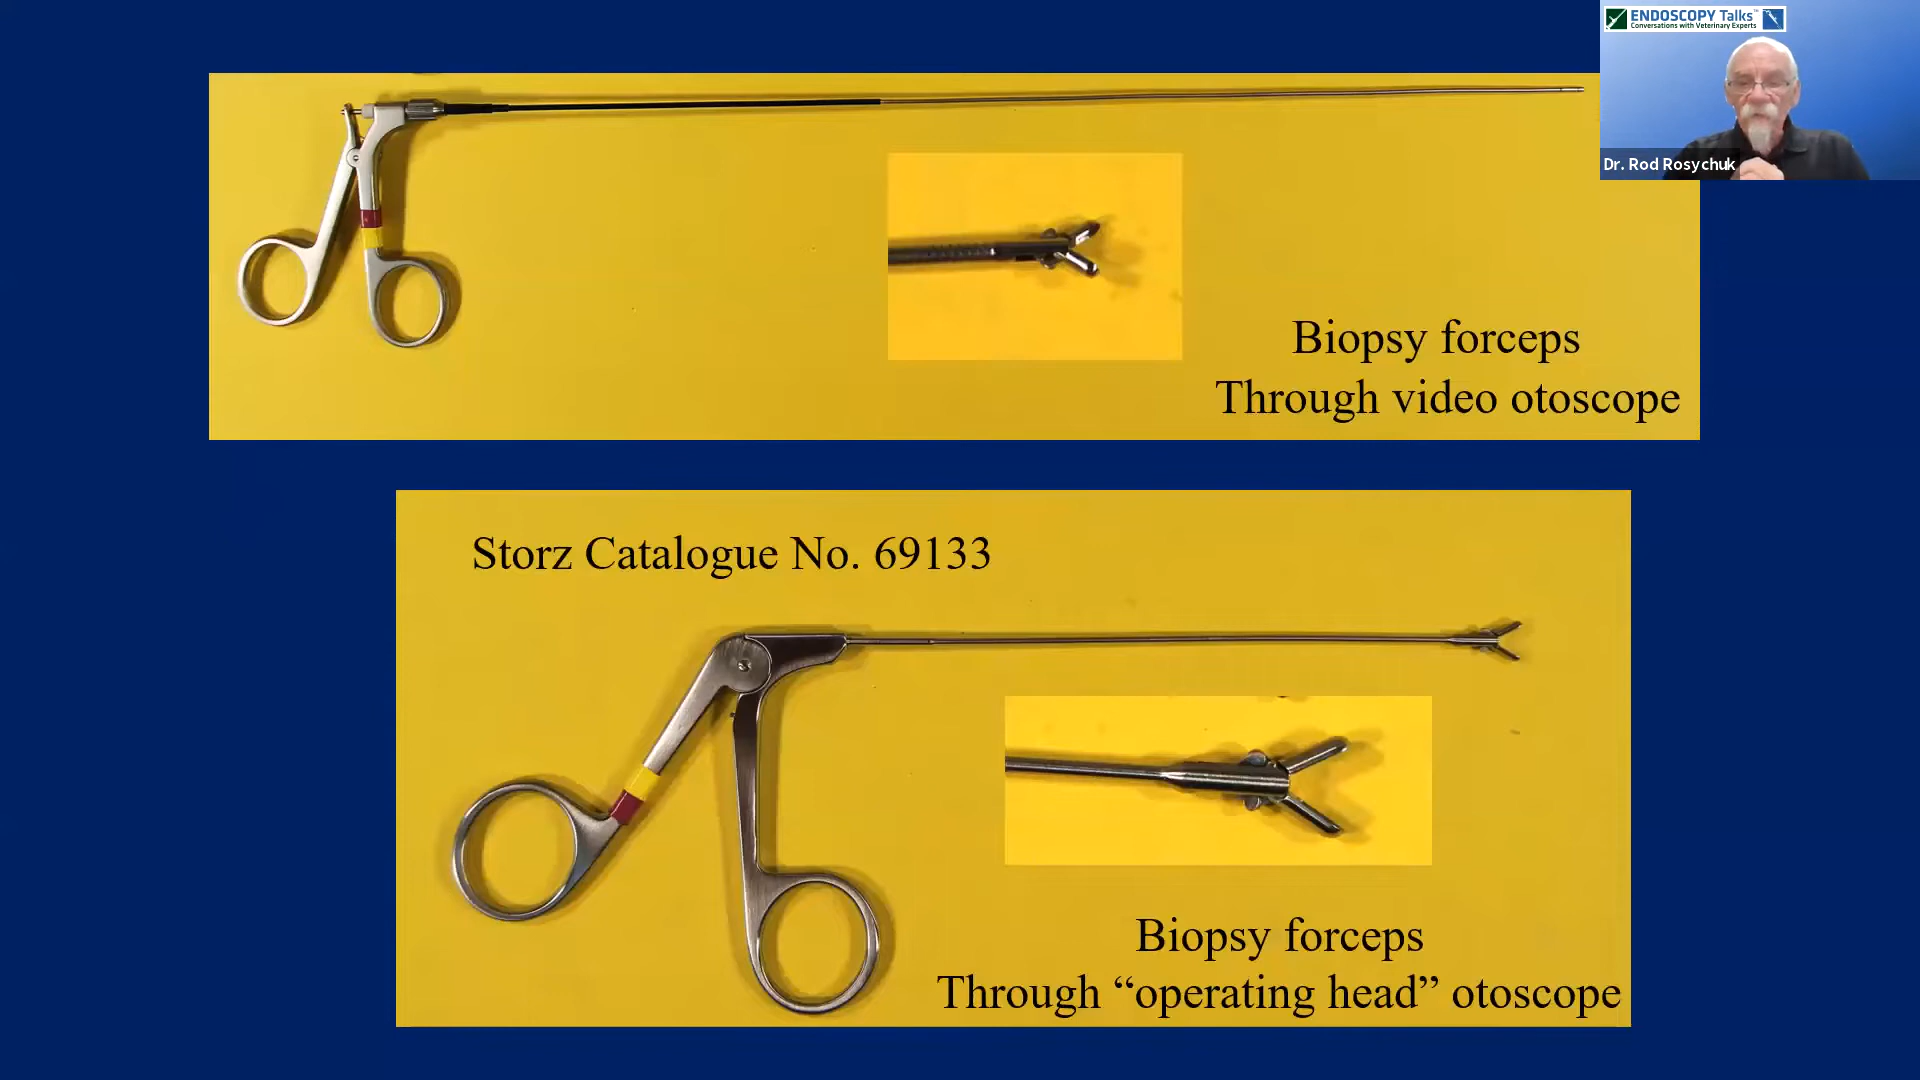 ENDOSCOPY Talks™
Conversations with Veterinary Experts
Dr. Rod Rosychuk
Biopsy forceps
Through video otoscope
Storz Catalogue No. 69133
Biopsy forceps
Through “operating head” otoscope